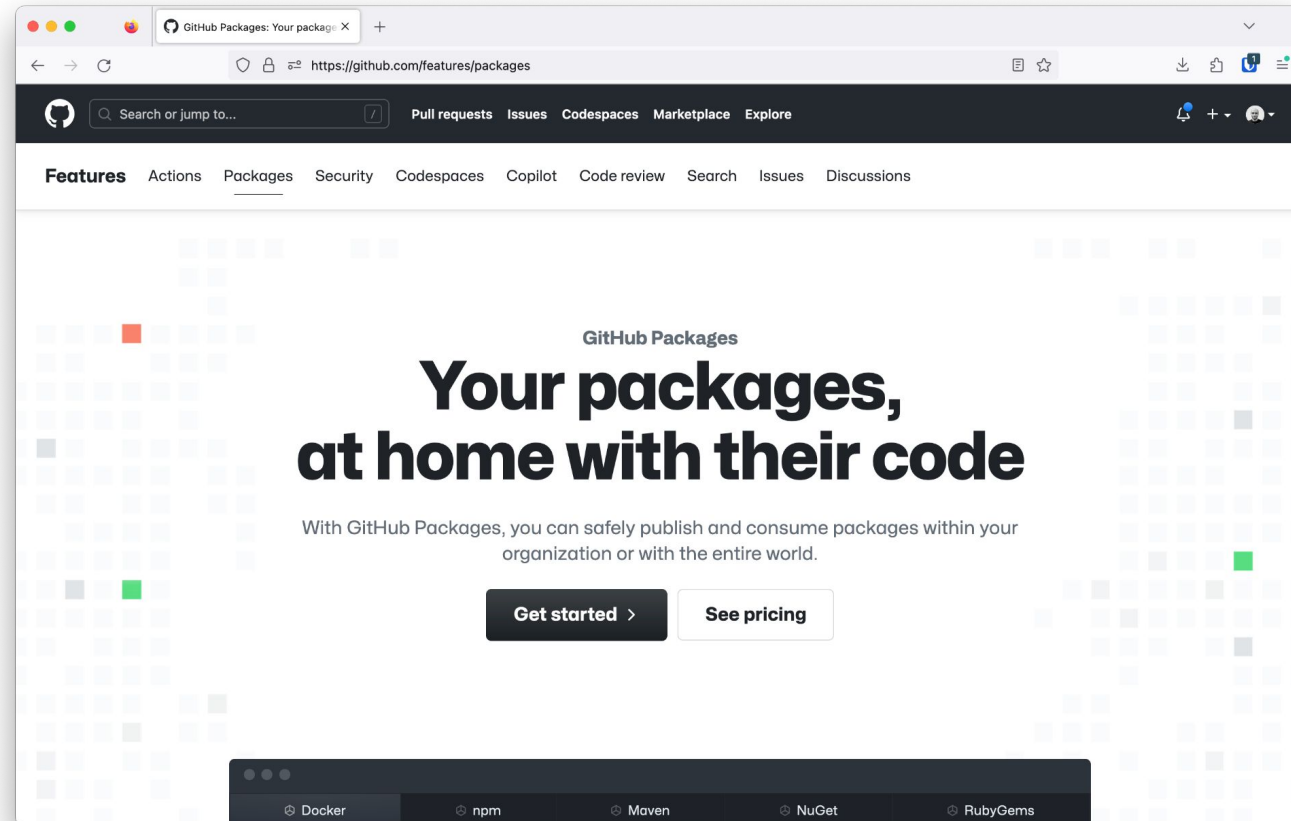 GitHub Packages: Your package
https://github.com/features/packages
1
Search or jump to... /
Pull requests Issues Codespaces Marketplace Explore
Features Actions Packages Security Codespaces Copilot Code review Search Issues Discussions
GitHub Packages
Your packages,
at home with their code
With GitHub Packages, you can safely publish and consume packages within your
organization or with the entire world.
Get started >
See pricing
Docker npm Maven NuGet RubyGems